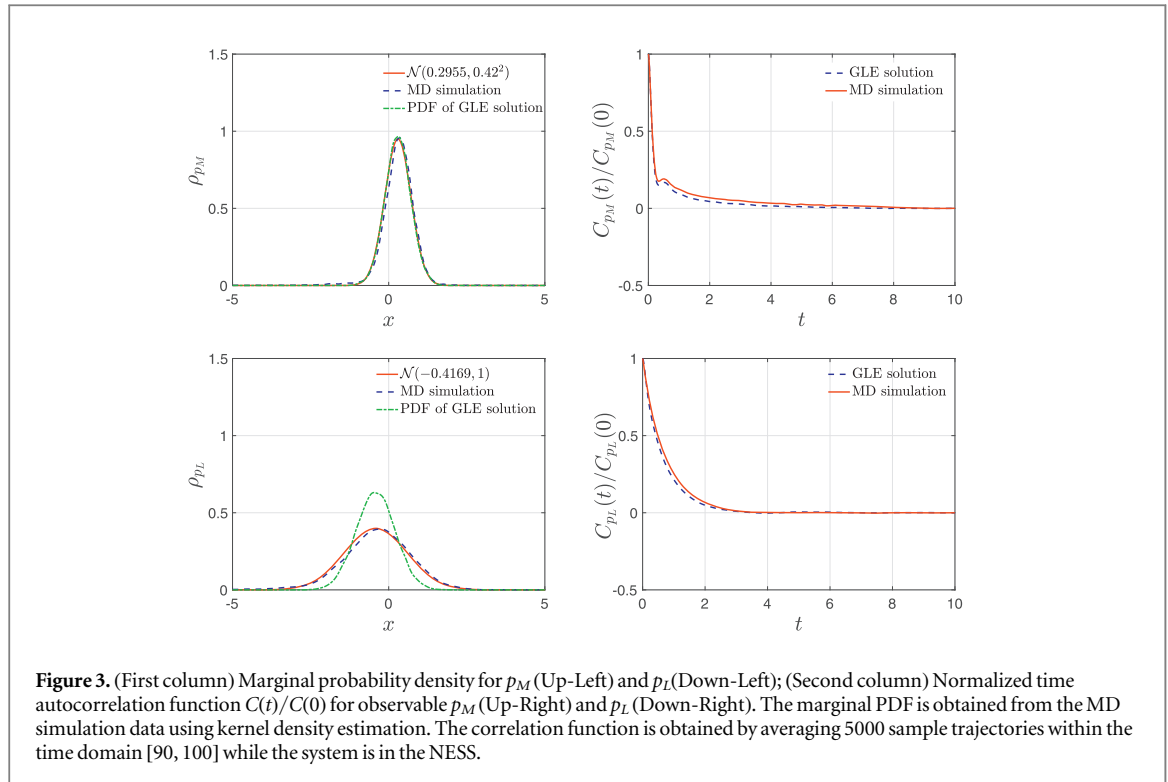 1.5
1
0.5
0
-5
0
5
x
ρ_{p_M}
𝒩(0.2955, 0.42²)
MD simulation
PDF of GLE solution
1
0.5
0
-0.5
0
2
4
6
8
10
t
C_{p_M}(t)/C_{p_M}(0)
GLE solution
MD simulation
1.5
1
0.5
0
-5
0
5
x
ρ_{p_L}
𝒩(−0.4169, 1)
MD simulation
PDF of GLE solution
1
0.5
0
-0.5
0
2
4
6
8
10
t
C_{p_L}(t)/C_{p_L}(0)
GLE solution
MD simulation
Figure 3. (First column) Marginal probability density for p_M (Up-Left) and p_L(Down-Left); (Second column) Normalized time
autocorrelation function C(t)/C(0) for observable p_M (Up-Right) and p_L (Down-Right). The marginal PDF is obtained from the MD
simulation data using kernel density estimation. The correlation function is obtained by averaging 5000 sample trajectories within the
time domain [90, 100] while the system is in the NESS.